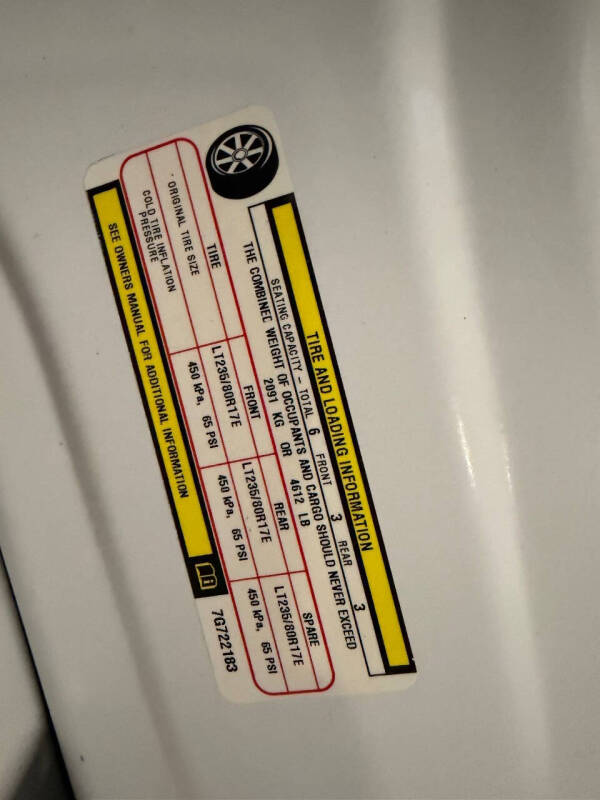 TIRE AND LOADING INFORMATION
SEATING CAPACITY - TOTAL 6 FRONT 3 REAR 3
THE COMBINED WEIGHT OF OCCUPANTS AND CARGO SHOULD NEVER EXCEED
2091 KG OR 4612 LB
TIRE FRONT REAR SPARE
ORIGINAL TIRE SIZE LT235/80R17E LT235/80R17E LT235/80R17E
COLD TIRE INFLATION
PRESSURE 450 kPa, 65 PSI 450 kPa, 65 PSI 450 kPa, 65 PSI
SEE OWNERS MANUAL FOR ADDITIONAL INFORMATION
7G722183